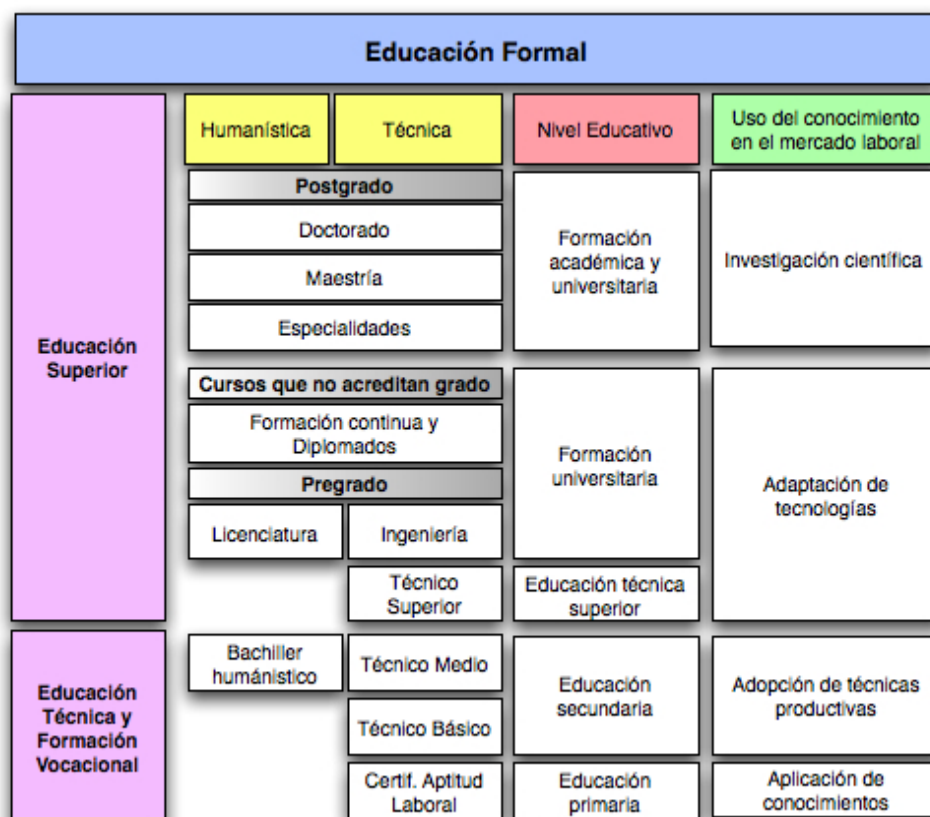 Educación Formal
Humanística
Técnica
Nivel Educativo
Uso del conocimiento
en el mercado laboral
Educación
Superior
Postgrado
Doctorado
Maestría
Especialidades
Formación
académica y
universitaria
Investigación científica
Cursos que no acreditan grado
Formación continua y
Diplomados
Pregrado
Licenciatura
Ingeniería
Técnico
Superior
Formación
universitaria
Educación técnica
superior
Adaptación de
tecnologías
Educación
Técnica y
Formación
Vocacional
Bachiller
humánistico
Técnico Medio
Técnico Básico
Certif. Aptitud
Laboral
Educación
secundaria
Educación
primaria
Adopción de técnicas
productivas
Aplicación de
conocimientos